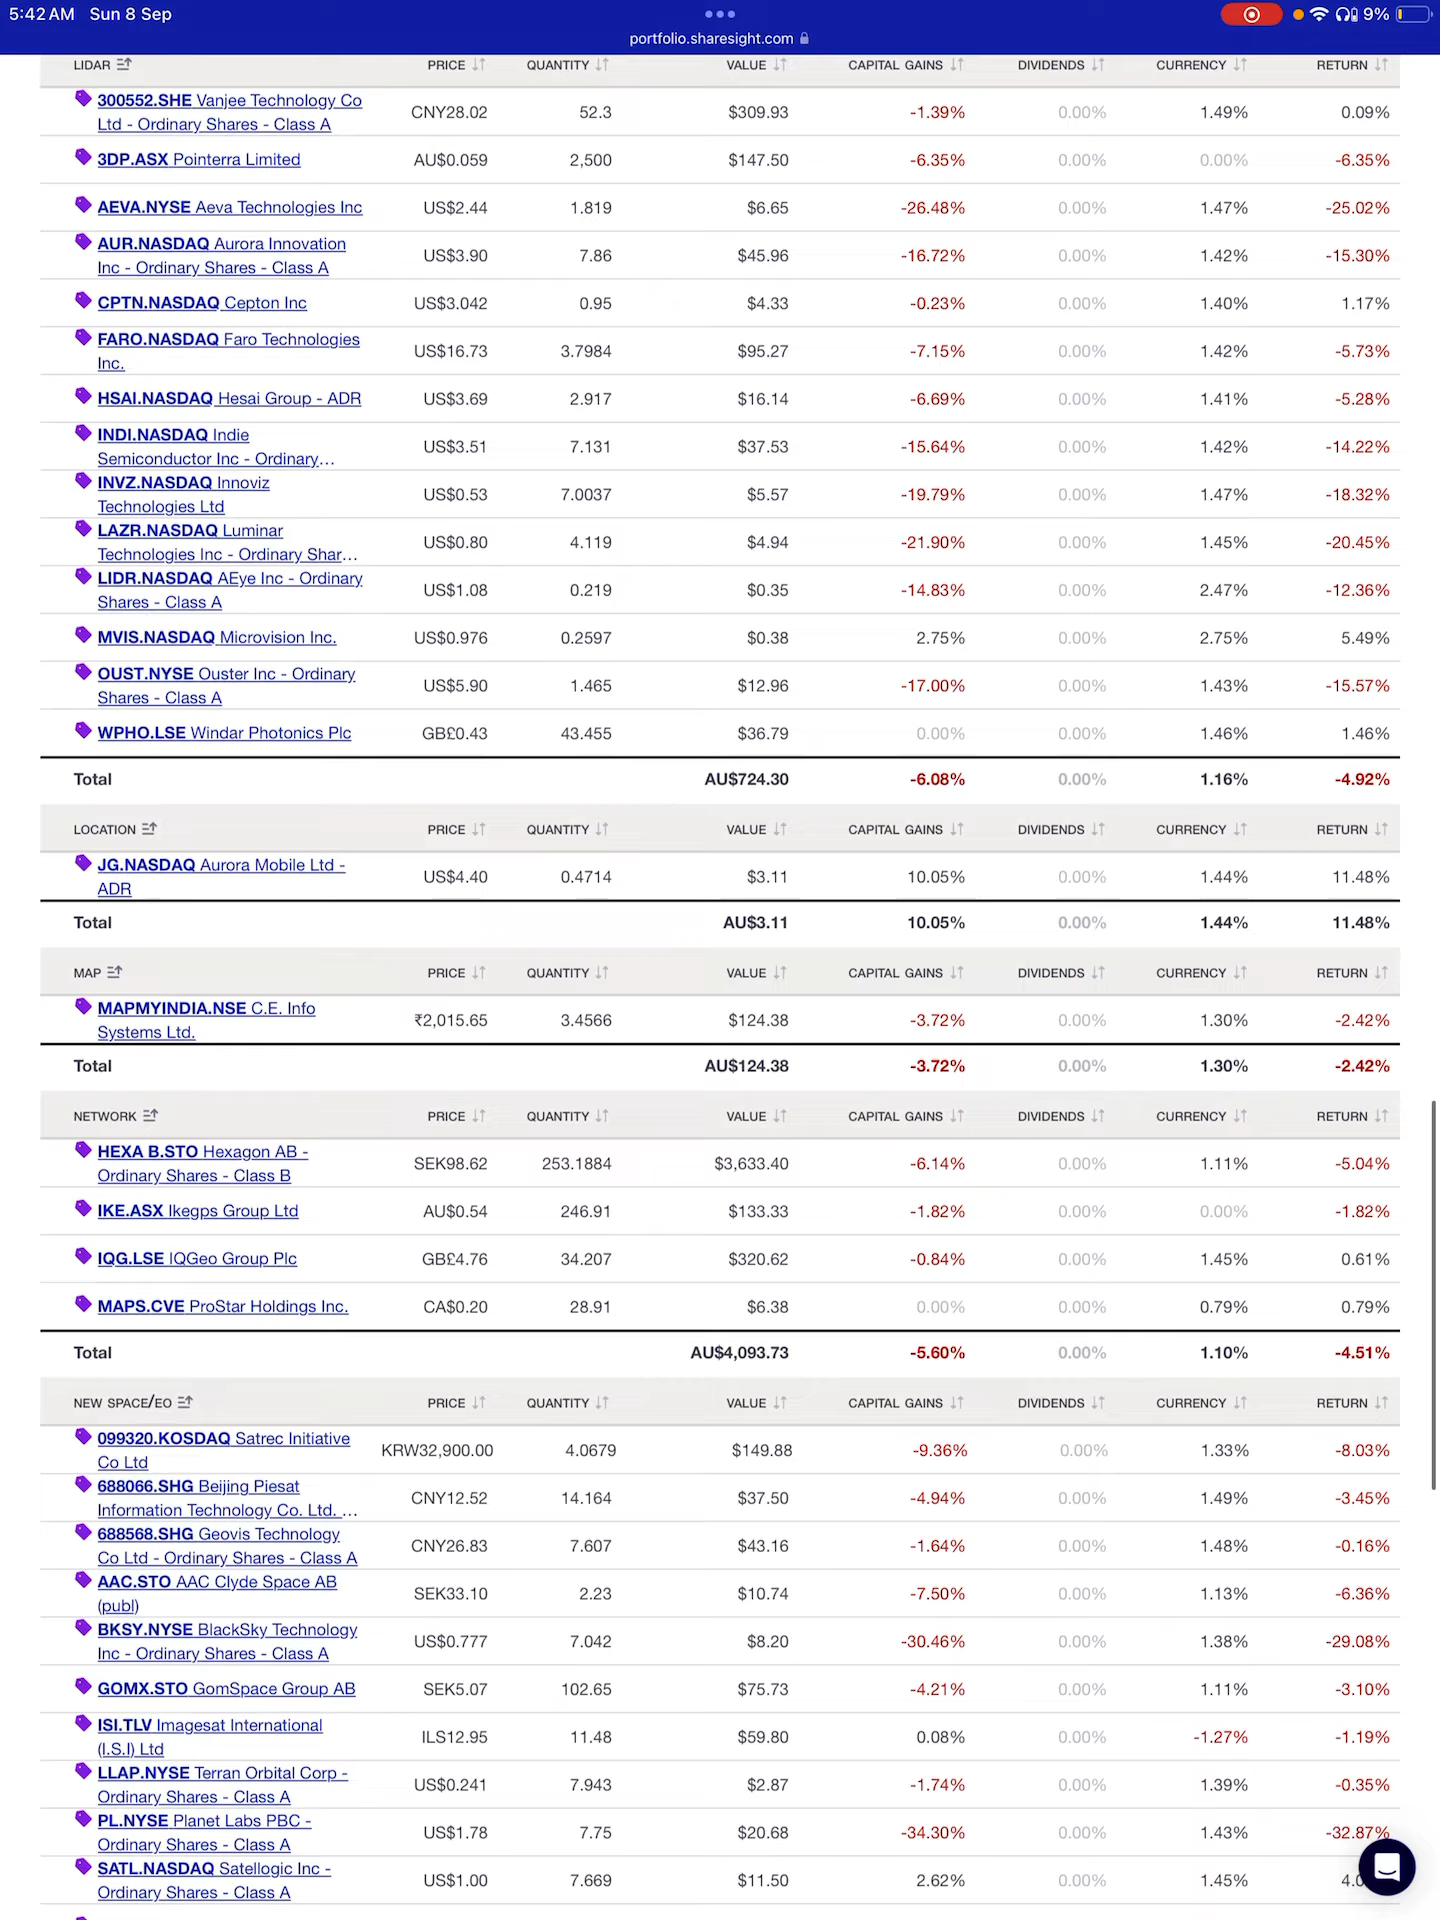 5:42 AM Sun 8 Sep
9%
portfolio.sharesight.com
LIDAR PRICE QUANTITY VALUE CAPITAL GAINS DIVIDENDS CURRENCY RETURN
300552.SHE Vanjee Technology Co
Ltd - Ordinary Shares - Class A CNY28.02 52.3 $309.93 -1.39% 0.00% 1.49% 0.09%
3DP.ASX Pointerra Limited AU$0.059 2,500 $147.50 -6.35% 0.00% 0.00% -6.35%
AEVA.NYSE Aeva Technologies Inc US$2.44 1.819 $6.65 -26.48% 0.00% 1.47% -25.02%
AUR.NASDAQ Aurora Innovation
Inc - Ordinary Shares - Class A US$3.90 7.86 $45.96 -16.72% 0.00% 1.42% -15.30%
CPTN.NASDAQ Cepton Inc US$3.042 0.95 $4.33 -0.23% 0.00% 1.40% 1.17%
FARO.NASDAQ Faro Technologies
Inc. US$16.73 3.7984 $95.27 -7.15% 0.00% 1.42% -5.73%
HSAI.NASDAQ Hesai Group - ADR US$3.69 2.917 $16.14 -6.69% 0.00% 1.41% -5.28%
INDI.NASDAQ Indie
Semiconductor Inc - Ordinary... US$3.51 7.131 $37.53 -15.64% 0.00% 1.42% -14.22%
INVZ.NASDAQ Innoviz
Technologies Ltd US$0.53 7.0037 $5.57 -19.79% 0.00% 1.47% -18.32%
LAZR.NASDAQ Luminar
Technologies Inc - Ordinary Shar... US$0.80 4.119 $4.94 -21.90% 0.00% 1.45% -20.45%
LIDR.NASDAQ AEye Inc - Ordinary
Shares - Class A US$1.08 0.219 $0.35 -14.83% 0.00% 2.47% -12.36%
MVIS.NASDAQ Microvision Inc. US$0.976 0.2597 $0.38 2.75% 0.00% 2.75% 5.49%
OUST.NYSE Ouster Inc - Ordinary
Shares - Class A US$5.90 1.465 $12.96 -17.00% 0.00% 1.43% -15.57%
WPHO.LSE Windar Photonics Plc GB£0.43 43.455 $36.79 0.00% 0.00% 1.46% 1.46%
Total AU$724.30 -6.08% 0.00% 1.16% -4.92%
LOCATION PRICE QUANTITY VALUE CAPITAL GAINS DIVIDENDS CURRENCY RETURN
JG.NASDAQ Aurora Mobile Ltd -
ADR US$4.40 0.4714 $3.11 10.05% 0.00% 1.44% 11.48%
Total AU$3.11 10.05% 0.00% 1.44% 11.48%
MAP PRICE QUANTITY VALUE CAPITAL GAINS DIVIDENDS CURRENCY RETURN
MAPMYINDIA.NSE C.E. Info
Systems Ltd. ₹2,015.65 3.4566 $124.38 -3.72% 0.00% 1.30% -2.42%
Total AU$124.38 -3.72% 0.00% 1.30% -2.42%
NETWORK PRICE QUANTITY VALUE CAPITAL GAINS DIVIDENDS CURRENCY RETURN
HEXA B.STO Hexagon AB -
Ordinary Shares - Class B SEK98.62 253.1884 $3,633.40 -6.14% 0.00% 1.11% -5.04%
IKE.ASX Ikegps Group Ltd AU$0.54 246.91 $133.33 -1.82% 0.00% 0.00% -1.82%
IQG.LSE IQGeo Group Plc GB£4.76 34.207 $320.62 -0.84% 0.00% 1.45% 0.61%
MAPS.CVE ProStar Holdings Inc. CA$0.20 28.91 $6.38 0.00% 0.00% 0.79% 0.79%
Total AU$4,093.73 -5.60% 0.00% 1.10% -4.51%
NEW SPACE/EO PRICE QUANTITY VALUE CAPITAL GAINS DIVIDENDS CURRENCY RETURN
099320.KOSDAQ Satrec Initiative
Co Ltd KRW32,900.00 4.0679 $149.88 -9.36% 0.00% 1.33% -8.03%
688066.SHG Beijing Piesat
Information Technology Co. Ltd. ... CNY12.52 14.164 $37.50 -4.94% 0.00% 1.49% -3.45%
688568.SHG Geovis Technology
Co Ltd - Ordinary Shares - Class A CNY26.83 7.607 $43.16 -1.64% 0.00% 1.48% -0.16%
AAC.STO AAC Clyde Space AB
(publ) SEK33.10 2.23 $10.74 -7.50% 0.00% 1.13% -6.36%
BKSY.NYSE BlackSky Technology
Inc - Ordinary Shares - Class A US$0.777 7.042 $8.20 -30.46% 0.00% 1.38% -29.08%
GOMX.STO GomSpace Group AB SEK5.07 102.65 $75.73 -4.21% 0.00% 1.11% -3.10%
ISI.TLV Imagesat International
(I.S.I) Ltd ILS12.95 11.48 $59.80 0.08% 0.00% -1.27% -1.19%
LLAP.NYSE Terran Orbital Corp -
Ordinary Shares - Class A US$0.241 7.943 $2.87 -1.74% 0.00% 1.39% -0.35%
PL.NYSE Planet Labs PBC -
Ordinary Shares - Class A US$1.78 7.75 $20.68 -34.30% 0.00% 1.43% -32.87%
SATL.NASDAQ Satellogic Inc -
Ordinary Shares - Class A US$1.00 7.669 $11.50 2.62% 0.00% 1.45%